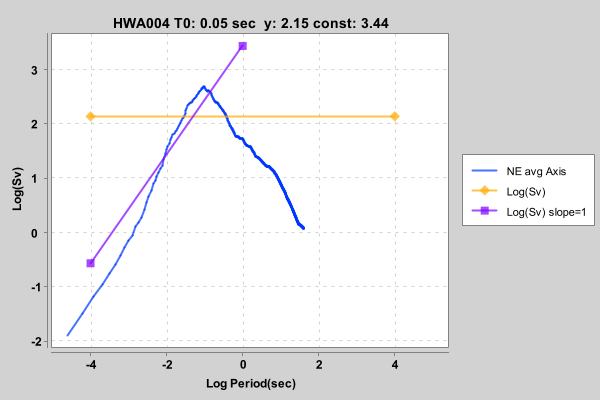 HWA004 T0: 0.05 sec  y: 2.15 const: 3.44
Log(Sv)
3
2
1
0
-1
-2
-4
-2
0
2
4
Log Period(sec)
NE avg Axis
Log(Sv)
Log(Sv) slope=1